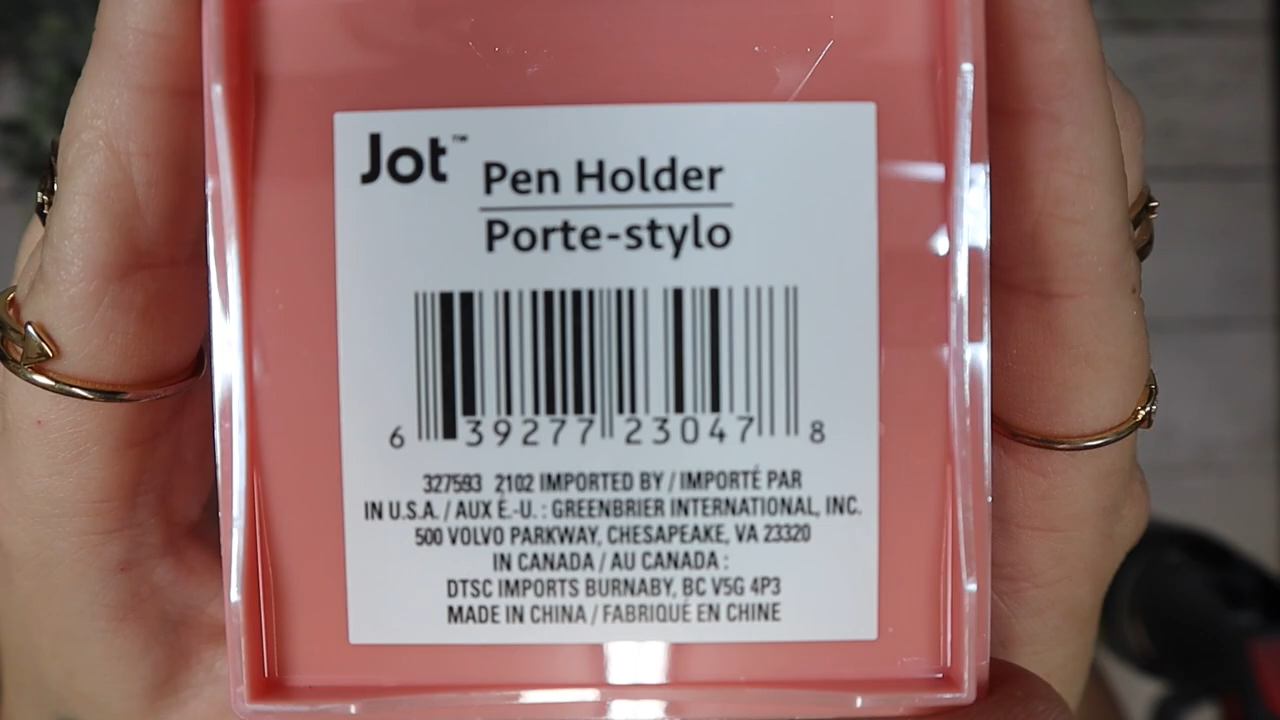 Jot™
Pen Holder
Porte-stylo
6 39277 23047 8
327593 2102 IMPORTED BY / IMPORTÉ PAR
IN U.S.A. / AUX É.-U. : GREENBRIER INTERNATIONAL, INC.
500 VOLVO PARKWAY, CHESAPEAKE, VA 23320
IN CANADA / AU CANADA :
DTSC IMPORTS BURNABY, BC V5G 4P3
MADE IN CHINA / FABRIQUÉ EN CHINE